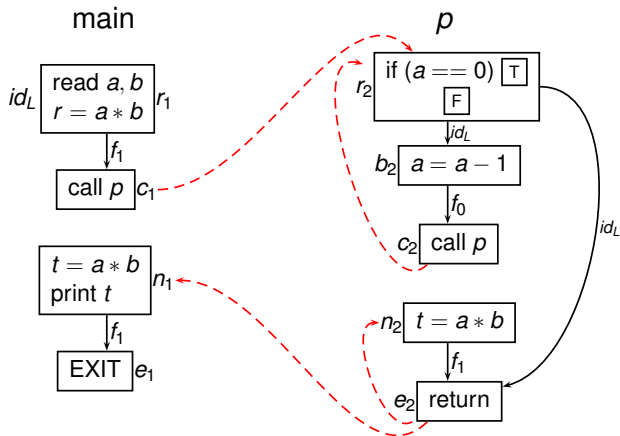 main
id_L
read a, b
r = a ∗ b
r_1
f_1
call p
c_1
t = a ∗ b
print t
n_1
f_1
EXIT
e_1
p
if (a == 0) T
F
r_2
id_L
b_2
a = a − 1
f_0
c_2
call p
id_L
n_2
t = a ∗ b
f_1
e_2
return